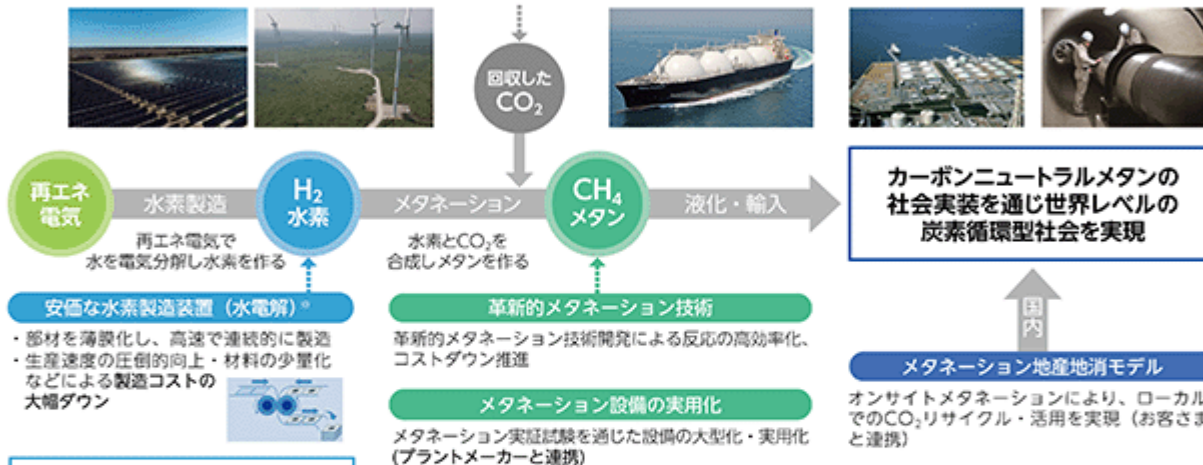 回収した
CO₂
再エネ
電気
水素製造
H₂
水素
メタネーション
CH₄
メタン
液化・輸入
カーボンニュートラルメタンの
社会実装を通じ世界レベルの
炭素循環型社会を実現
再エネ電気で
水を電気分解し水素を作る
水素とCO₂を
合成しメタンを作る
安価な水素製造装置（水電解）※
・部材を薄膜化し、高速で連続的に製造
・生産速度の圧倒的向上・材料の少量化
などによる製造コストの
大幅ダウン
革新的メタネーション技術
革新的メタネーション技術開発による反応の高効率化、
コストダウン推進
メタネーション設備の実用化
メタネーション実証試験を通じた設備の大型化・実用化
(プラントメーカーと連携)
国内
メタネーション地産地消モデル
オンサイトメタネーションにより、ローカル
でのCO₂リサイクル・活用を実現（お客さま
と連携）